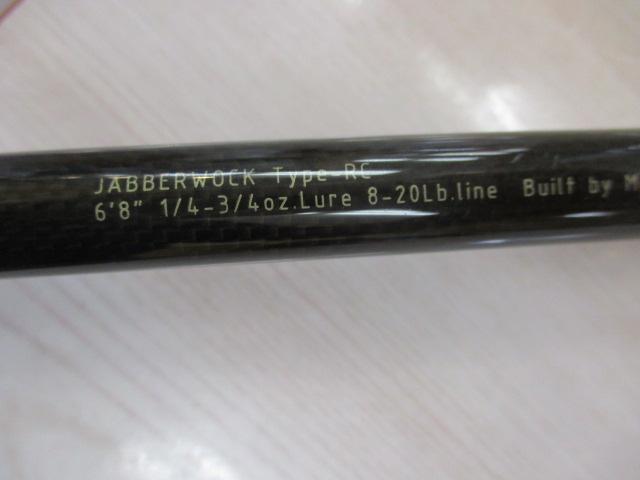 JABBERWOCK Type-RC
6'8" 1/4-3/4oz.Lure 8-20Lb.line Built by M